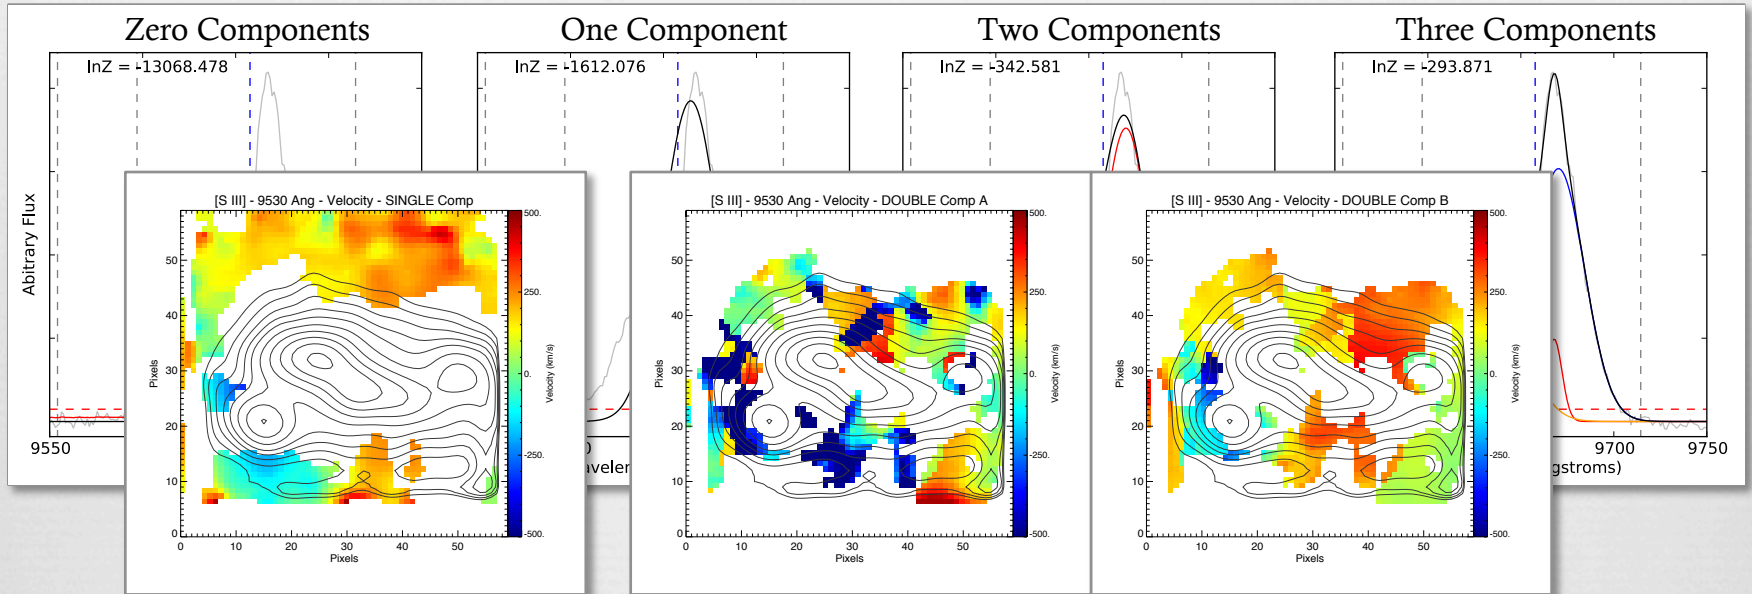 Zero Components
One Component
Two Components
Three Components
lnZ = -13068.478
lnZ = -1612.076
lnZ = -342.581
lnZ = -293.871
Abitrary Flux
9550
9700
9750
[S III] - 9530 Ang - Velocity - SINGLE Comp
500.
250.
0.
-250.
-500.
Velocity (km/s)
Pixels
50
40
30
20
10
0
0 10 20 30 40 50
Pixels
[S III] - 9530 Ang - Velocity - DOUBLE Comp A
500.
250.
0.
-250.
-500.
Velocity (km/s)
Pixels
50
40
30
20
10
0
0 10 20 30 40 50
Pixels
[S III] - 9530 Ang - Velocity - DOUBLE Comp B
500.
250.
0.
-250.
-500.
Velocity (km/s)
Pixels
50
40
30
20
10
0
0 10 20 30 40 50
Pixels